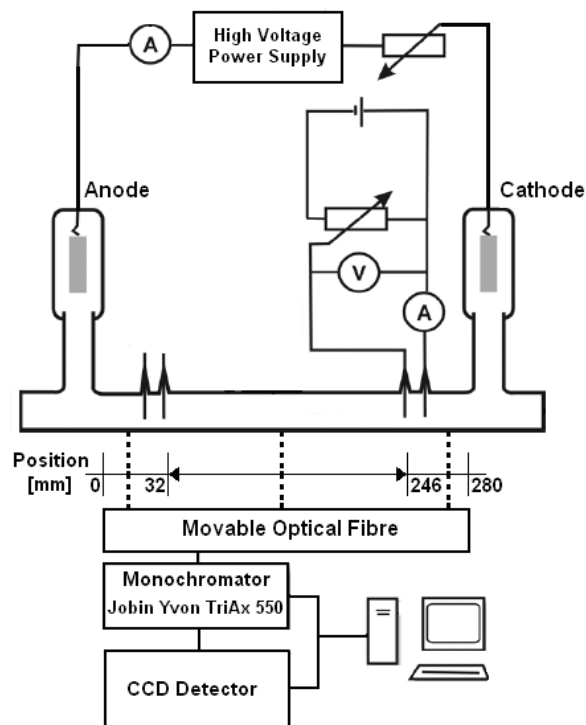 A
High Voltage
Power Supply
Anode
Cathode
V
A
Position
[mm]
0
32
246
280
Movable Optical Fibre
Monochromator
Jobin Yvon TriAx 550
CCD Detector